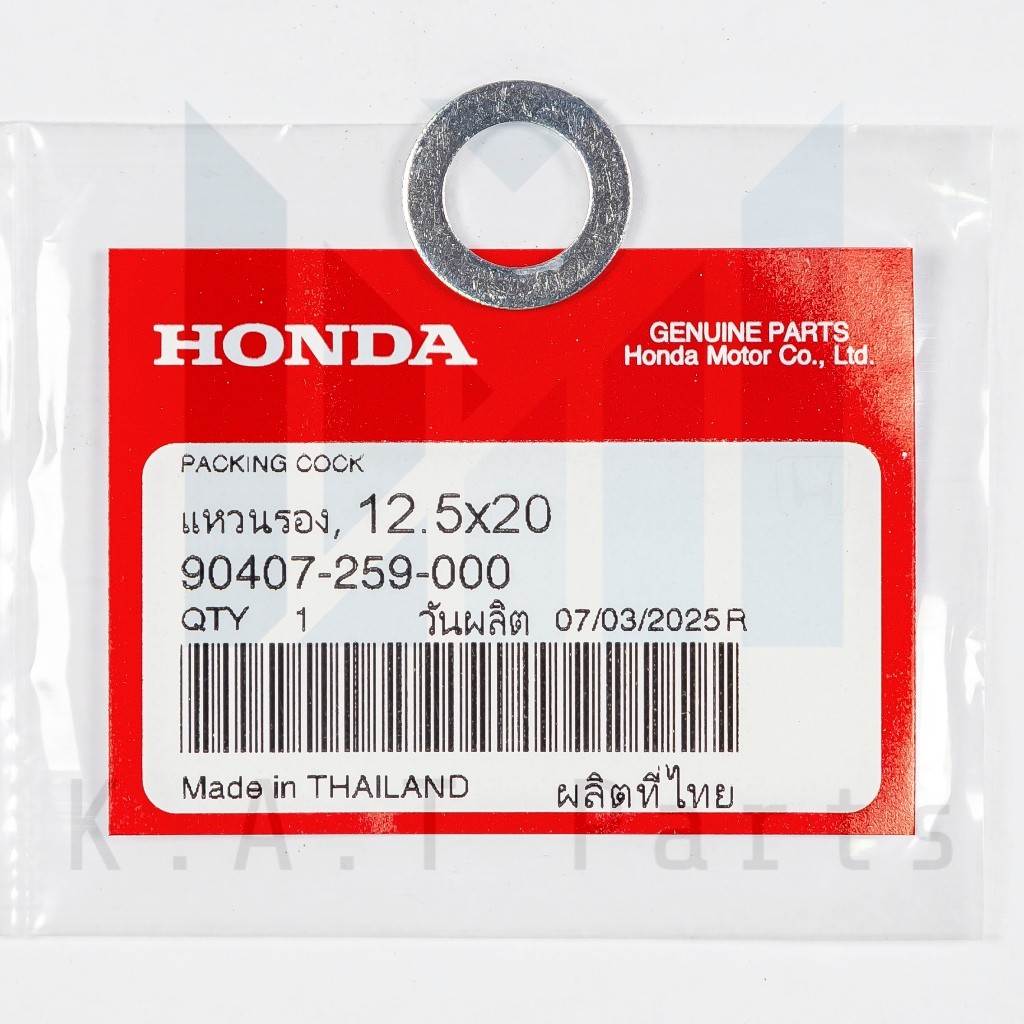 HONDA
GENUINE PARTS
Honda Motor Co., Ltd.
PACKING COCK
แหวนรอง, 12.5x20
90407-259-000
QTY 1 วันผลิต 07/03/2025R
Made in THAILAND ผลิตที่ไทย
K.A.T Parts